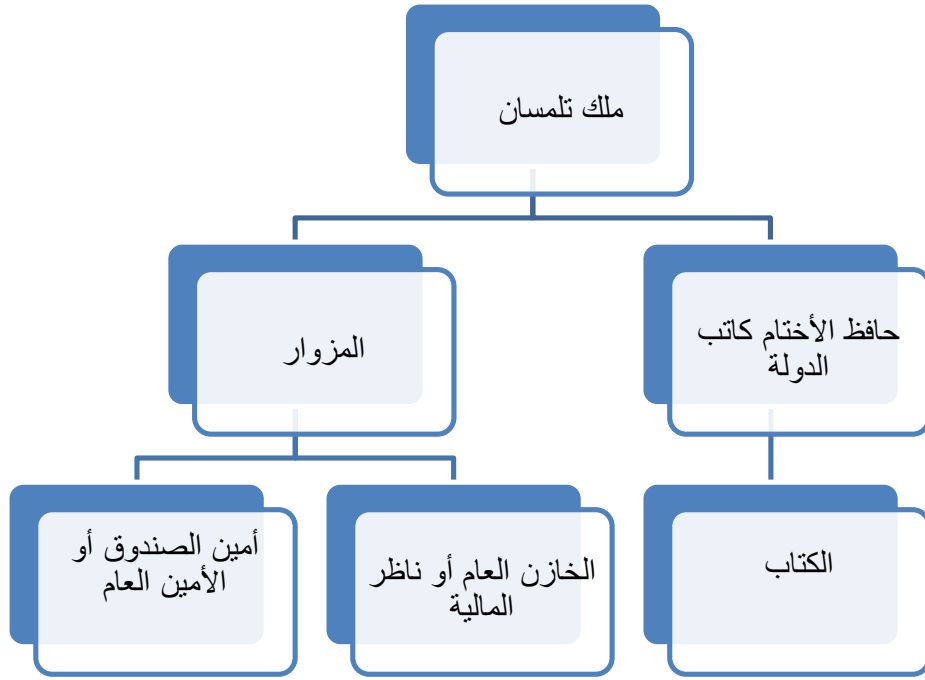 ملك تلمسان
حافظ الأختام كاتب
الدولة
المزوار
الكتاب
الخازن العام أو ناظر
المالية
أمين الصندوق أو
الأمين العام